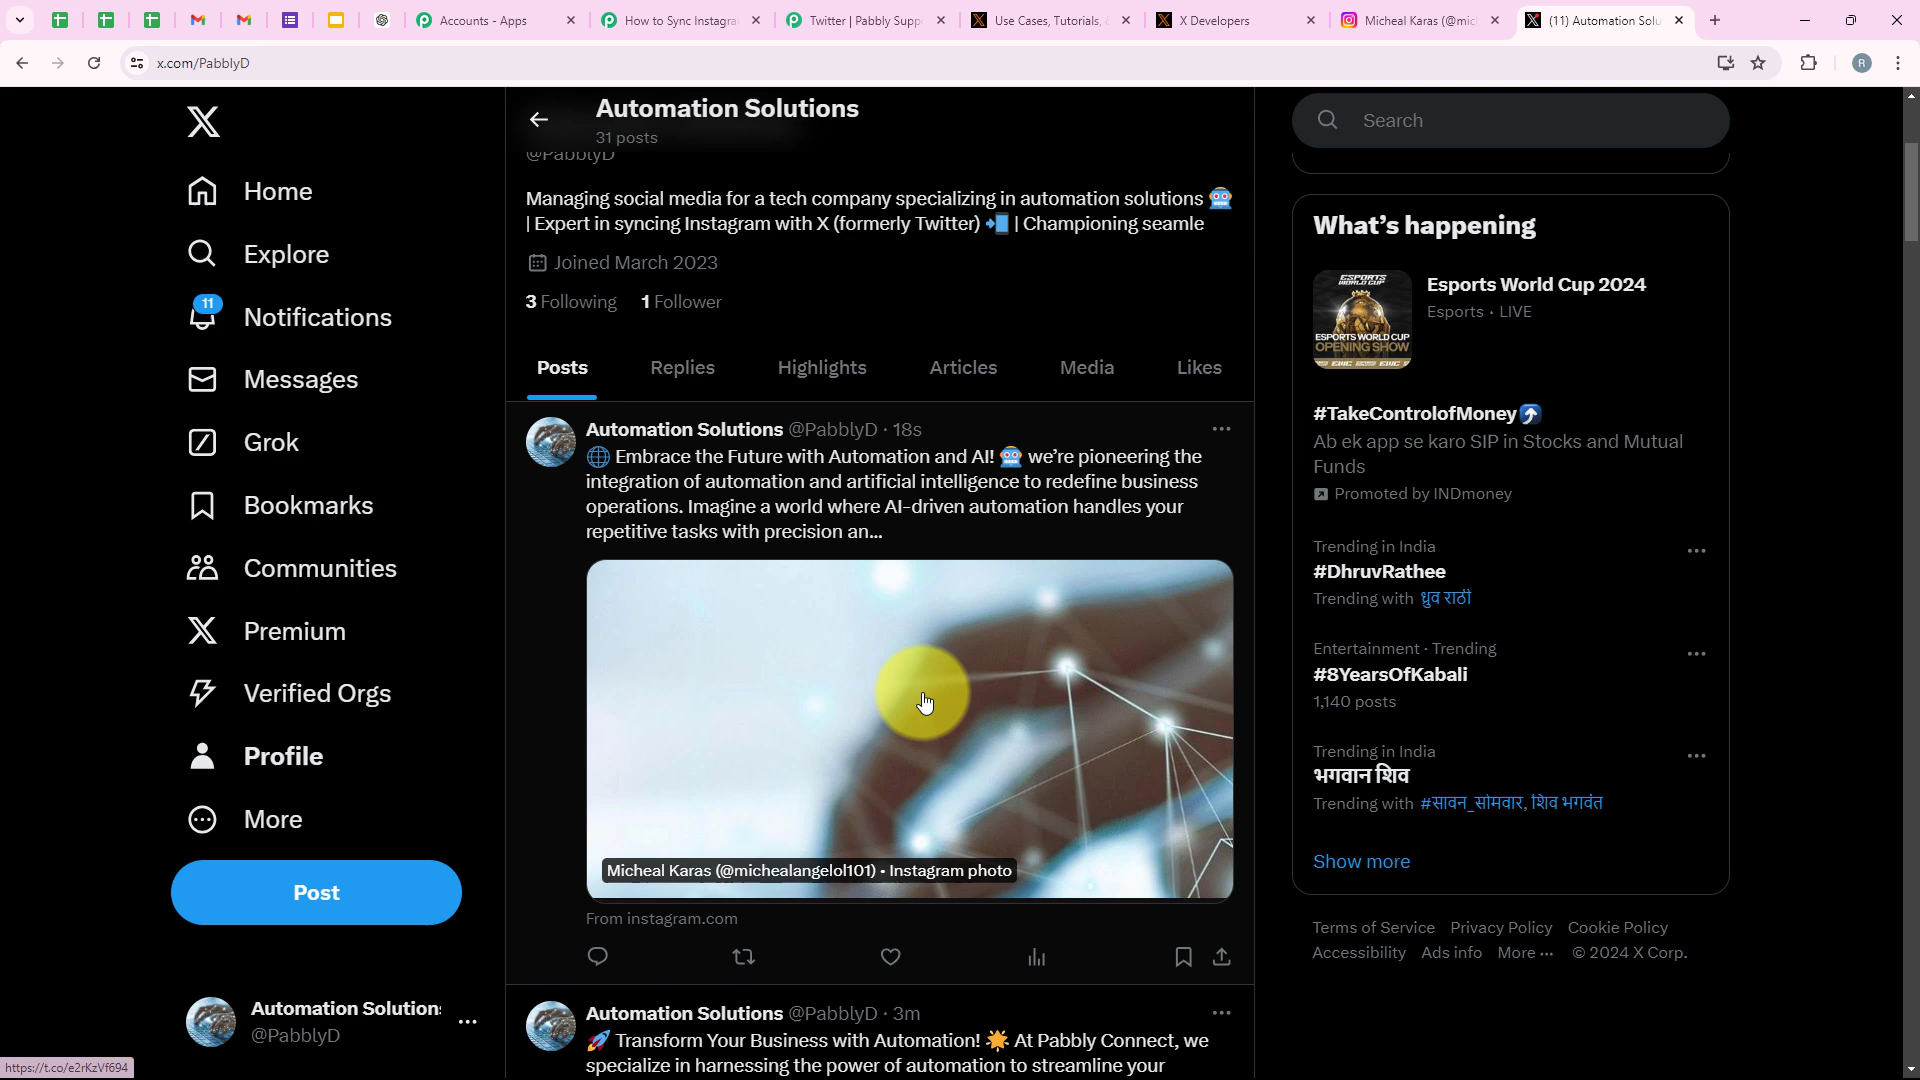 Accounts - Apps
How to Sync Instagra
Twitter | Pabbly Supp
Use Cases, Tutorials,
X Developers
Micheal Karas (@mic
(11) Automation Solu
x.com/PabblyD
R
Automation Solutions
31 posts
@PabblyD
Managing social media for a tech company specializing in automation solutions 🤖
| Expert in syncing Instagram with X (formerly Twitter) 📲 | Championing seamle
Joined March 2023
3 Following 1 Follower
Posts Replies Highlights Articles Media Likes
Automation Solutions @PabblyD · 18s
🌐 Embrace the Future with Automation and AI! 🤖 we’re pioneering the
integration of automation and artificial intelligence to redefine business
operations. Imagine a world where AI-driven automation handles your
repetitive tasks with precision an...
Micheal Karas (@michealangelol101) • Instagram photo
From instagram.com
Automation Solutions @PabblyD · 3m
🚀 Transform Your Business with Automation! 🌟 At Pabbly Connect, we
specialize in harnessing the power of automation to streamline your
Home
Explore
11
Notifications
Messages
Grok
Bookmarks
Communities
Premium
Verified Orgs
Profile
More
Post
Automation Solution
@PabblyD
https://t.co/e2rKzVf694
Search
What’s happening
ESPORTS
WORLD CUP
ESPORTS WORLD CUP
OPENING SHOW
Esports World Cup 2024
Esports · LIVE
#TakeControlofMoney
Ab ek app se karo SIP in Stocks and Mutual
Funds
Promoted by INDmoney
Trending in India
#DhruvRathee
Trending with ध्रुव राठी
Entertainment · Trending
#8YearsOfKabali
1,140 posts
Trending in India
भगवान शिव
Trending with #सावन_सोमवार, शिव भगवंत
Show more
Terms of Service Privacy Policy Cookie Policy
Accessibility Ads info More ··· © 2024 X Corp.